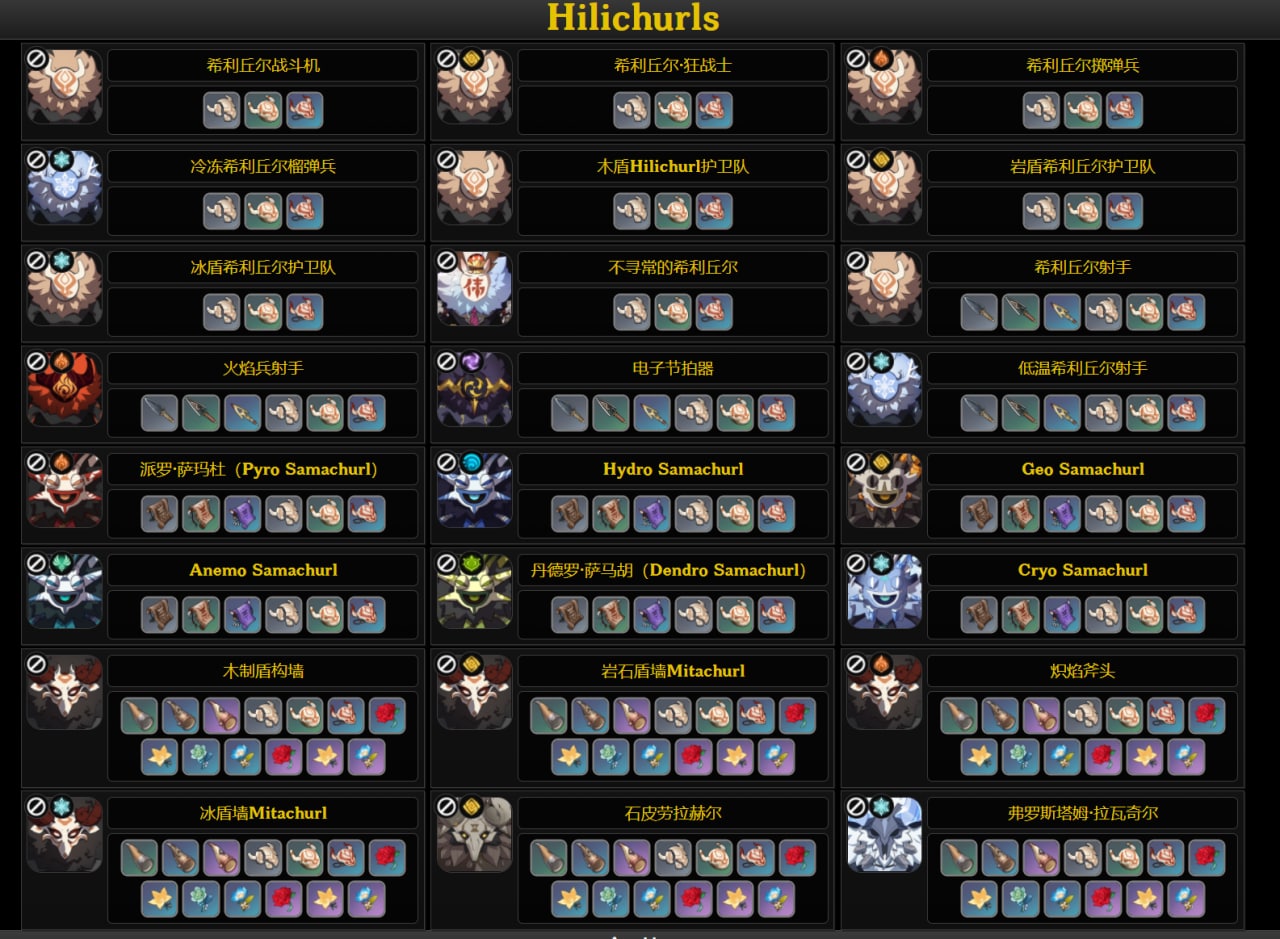 Hilichurls
希利丘尔战斗机
希利丘尔·狂战士
希利丘尔掷弹兵
冷冻希利丘尔榴弹兵
木盾Hilichurl护卫队
岩盾希利丘尔护卫队
冰盾希利丘尔护卫队
不寻常的希利丘尔
希利丘尔射手
伟
火焰兵射手
电子节拍器
低温希利丘尔射手
派罗·萨玛杜（Pyro Samachurl）
Hydro Samachurl
Geo Samachurl
Anemo Samachurl
丹德罗·萨马胡（Dendro Samachurl）
Cryo Samachurl
木制盾构墙
岩石盾墙Mitachurl
炽焰斧头
冰盾墙Mitachurl
石皮劳拉赫尔
弗罗斯塔姆·拉瓦奇尔